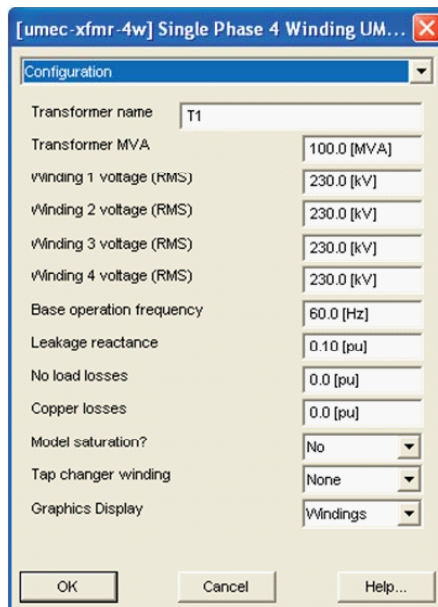 [umec-xfmr-4w] Single Phase 4 Winding UM...
Configuration
Transformer name T1
Transformer MVA 100.0 [MVA]
Winding 1 voltage (RMS) 230.0 [kV]
Winding 2 voltage (RMS) 230.0 [kV]
Winding 3 voltage (RMS) 230.0 [kV]
Winding 4 voltage (RMS) 230.0 [kV]
Base operation frequency 60.0 [Hz]
Leakage reactance 0.10 [pu]
No load losses 0.0 [pu]
Copper losses 0.0 [pu]
Model saturation? No
Tap changer winding None
Graphics Display Windings
OK Cancel Help...